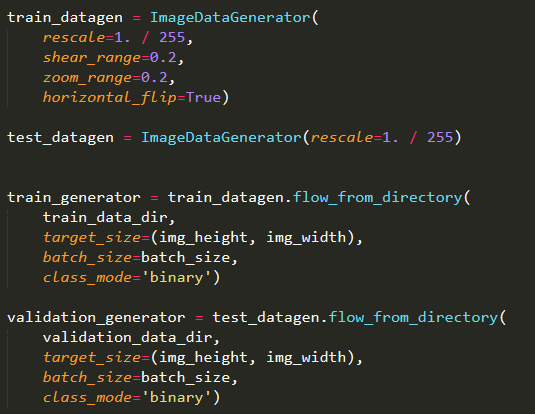 train_datagen = ImageDataGenerator(
    rescale=1. / 255,
    shear_range=0.2,
    zoom_range=0.2,
    horizontal_flip=True)
test_datagen = ImageDataGenerator(rescale=1. / 255)
train_generator = train_datagen.flow_from_directory(
    train_data_dir,
    target_size=(img_height, img_width),
    batch_size=batch_size,
    class_mode='binary')
validation_generator = test_datagen.flow_from_directory(
    validation_data_dir,
    target_size=(img_height, img_width),
    batch_size=batch_size,
    class_mode='binary')